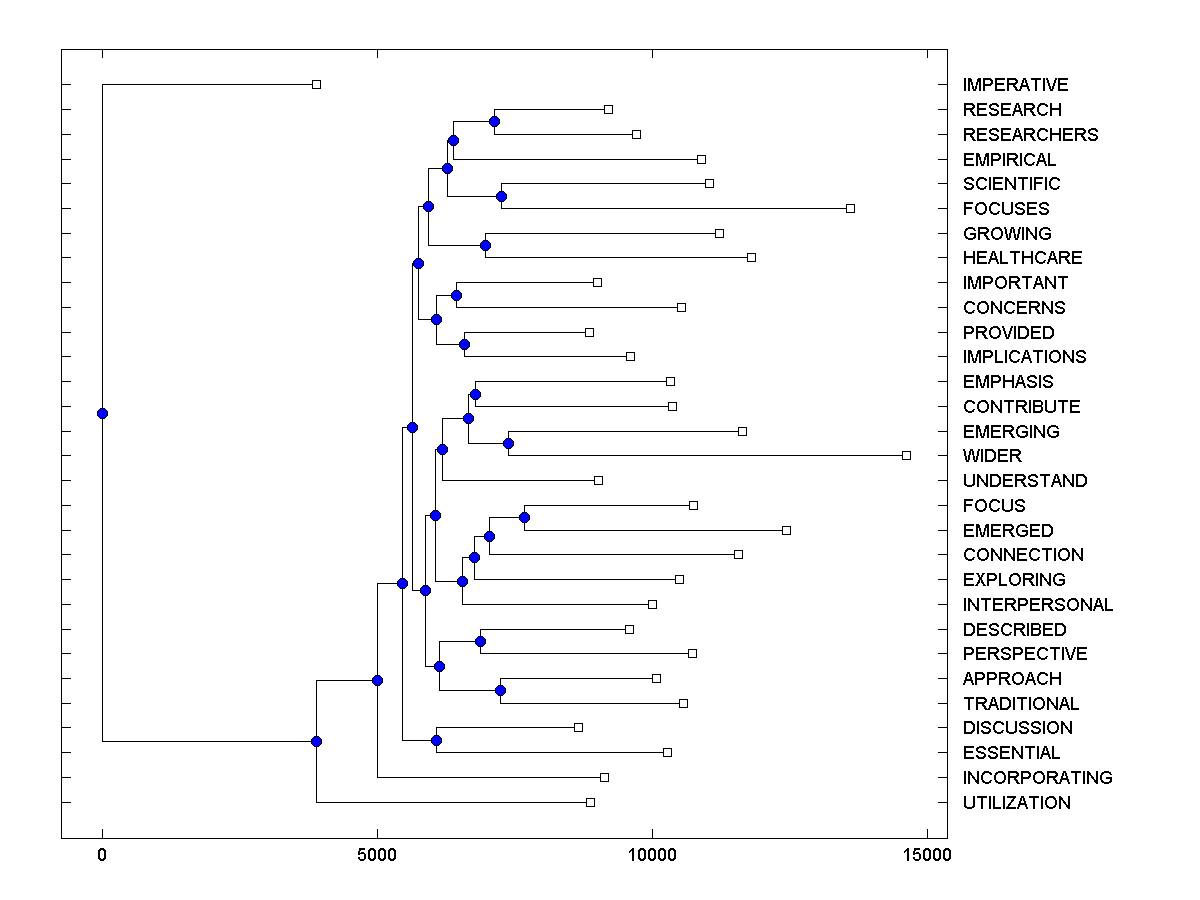 IMPERATIVE
RESEARCH
RESEARCHERS
EMPIRICAL
SCIENTIFIC
FOCUSES
GROWING
HEALTHCARE
IMPORTANT
CONCERNS
PROVIDED
IMPLICATIONS
EMPHASIS
CONTRIBUTE
EMERGING
WIDER
UNDERSTAND
FOCUS
EMERGED
CONNECTION
EXPLORING
INTERPERSONAL
DESCRIBED
PERSPECTIVE
APPROACH
TRADITIONAL
DISCUSSION
ESSENTIAL
INCORPORATING
UTILIZATION
0 5000 10000 15000